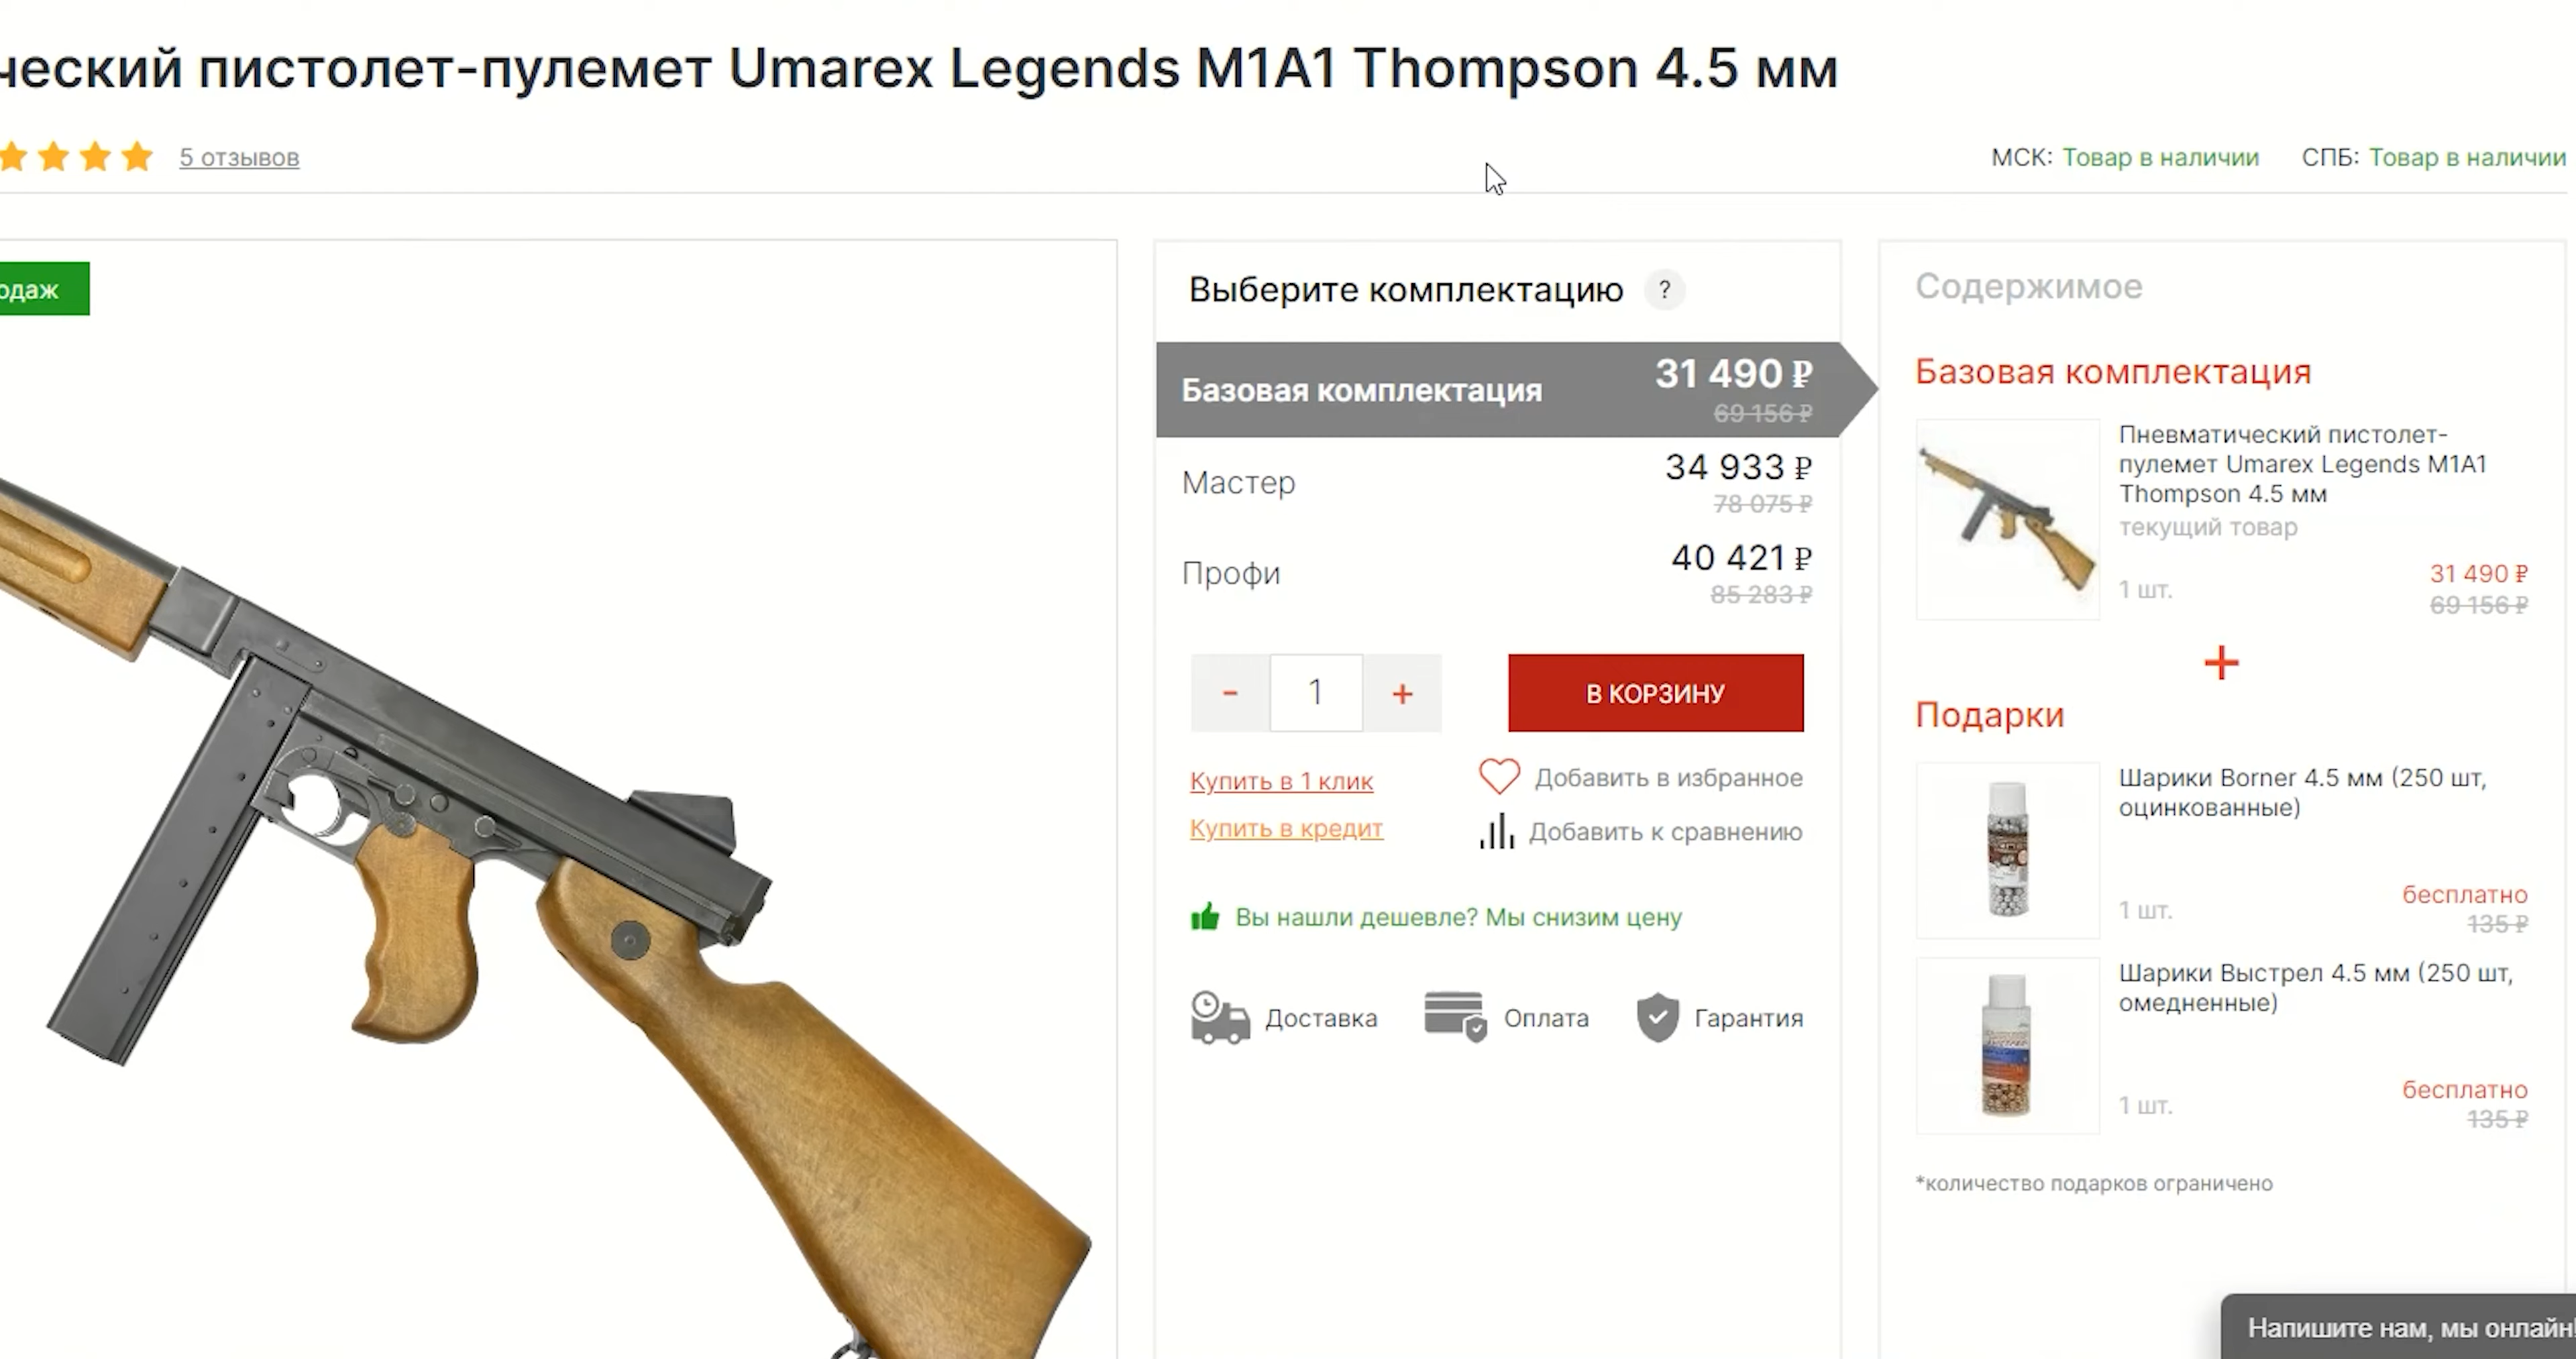 ческий пистолет-пулемет Umarex Legends M1A1 Thompson 4.5 мм
5 отзывов
МСК: Товар в наличии СПБ: Товар в наличии
одаж
Выберите комплектацию ?
Базовая комплектация 31 490 ₽
69 156 ₽
Мастер 34 933 ₽
78 075 ₽
Профи 40 421 ₽
85 283 ₽
- 1 + В КОРЗИНУ
Купить в 1 клик Добавить в избранное
Купить в кредит Добавить к сравнению
Вы нашли дешевле? Мы снизим цену
Доставка Оплата Гарантия
Содержимое
Базовая комплектация
Пневматический пистолет-
пулемет Umarex Legends M1A1
Thompson 4.5 мм
текущий товар
1 шт. 31 490 ₽
69 156 ₽
+
Подарки
Шарики Borner 4.5 мм (250 шт,
оцинкованные)
1 шт. бесплатно
135 ₽
Шарики Выстрел 4.5 мм (250 шт,
омедненные)
1 шт. бесплатно
135 ₽
*количество подарков ограничено
Напишите нам, мы онлайн!